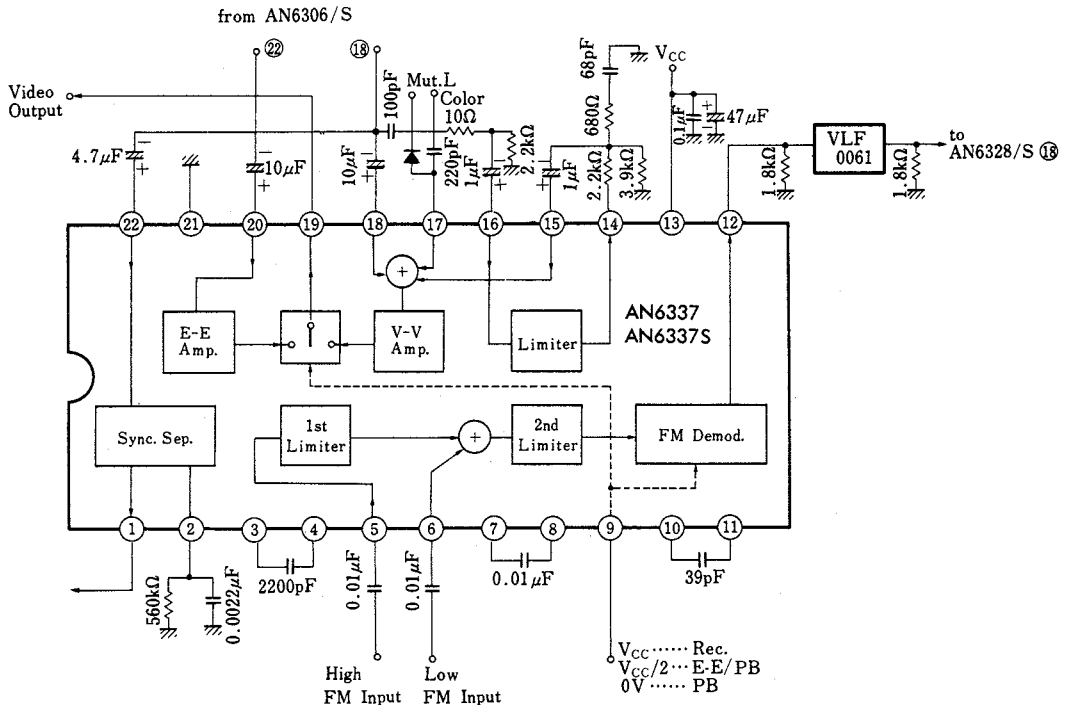 from AN6306/S
㉒
⑱
Video
Output
Mut.L
Color
VCC
100pF
10Ω
220pF
68pF
680Ω
0.1μF
47μF
4.7μF
10μF
10μF
1μF
2.2kΩ
1μF
2.2kΩ
3.9kΩ
1.8kΩ
VLF
0061
1.8kΩ
to
AN6328/S ⑱
22
21
20
19
18
17
16
15
14
13
12
+
E-E
Amp.
V-V
Amp.
Limiter
AN6337
AN6337S
Sync. Sep.
1st
Limiter
+
2nd
Limiter
FM Demod.
1
2
3
4
5
6
7
8
9
10
11
560kΩ
0.0022μF
2200pF
0.01μF
0.01μF
0.01μF
39pF
High
FM Input
Low
FM Input
VCC ······ Rec.
VCC/2 ··· E-E/PB
0V ······ PB